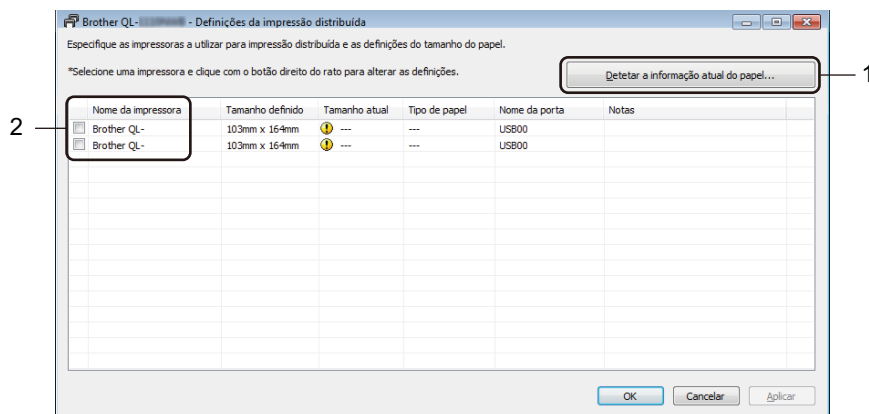 Brother QL- - Definições da impressão distribuída
Especifique as impressoras a utilizar para impressão distribuída e as definições do tamanho do papel.
*Selecione uma impressora e clique com o botão direito do rato para alterar as definições.
Detetar a informação atual do papel...
1
Nome da impressora Tamanho definido Tamanho atual Tipo de papel Nome da porta Notas
2
Brother QL- 103mm x 164mm --- --- USB00
Brother QL- 103mm x 164mm --- --- USB00
OK Cancelar Aplicar